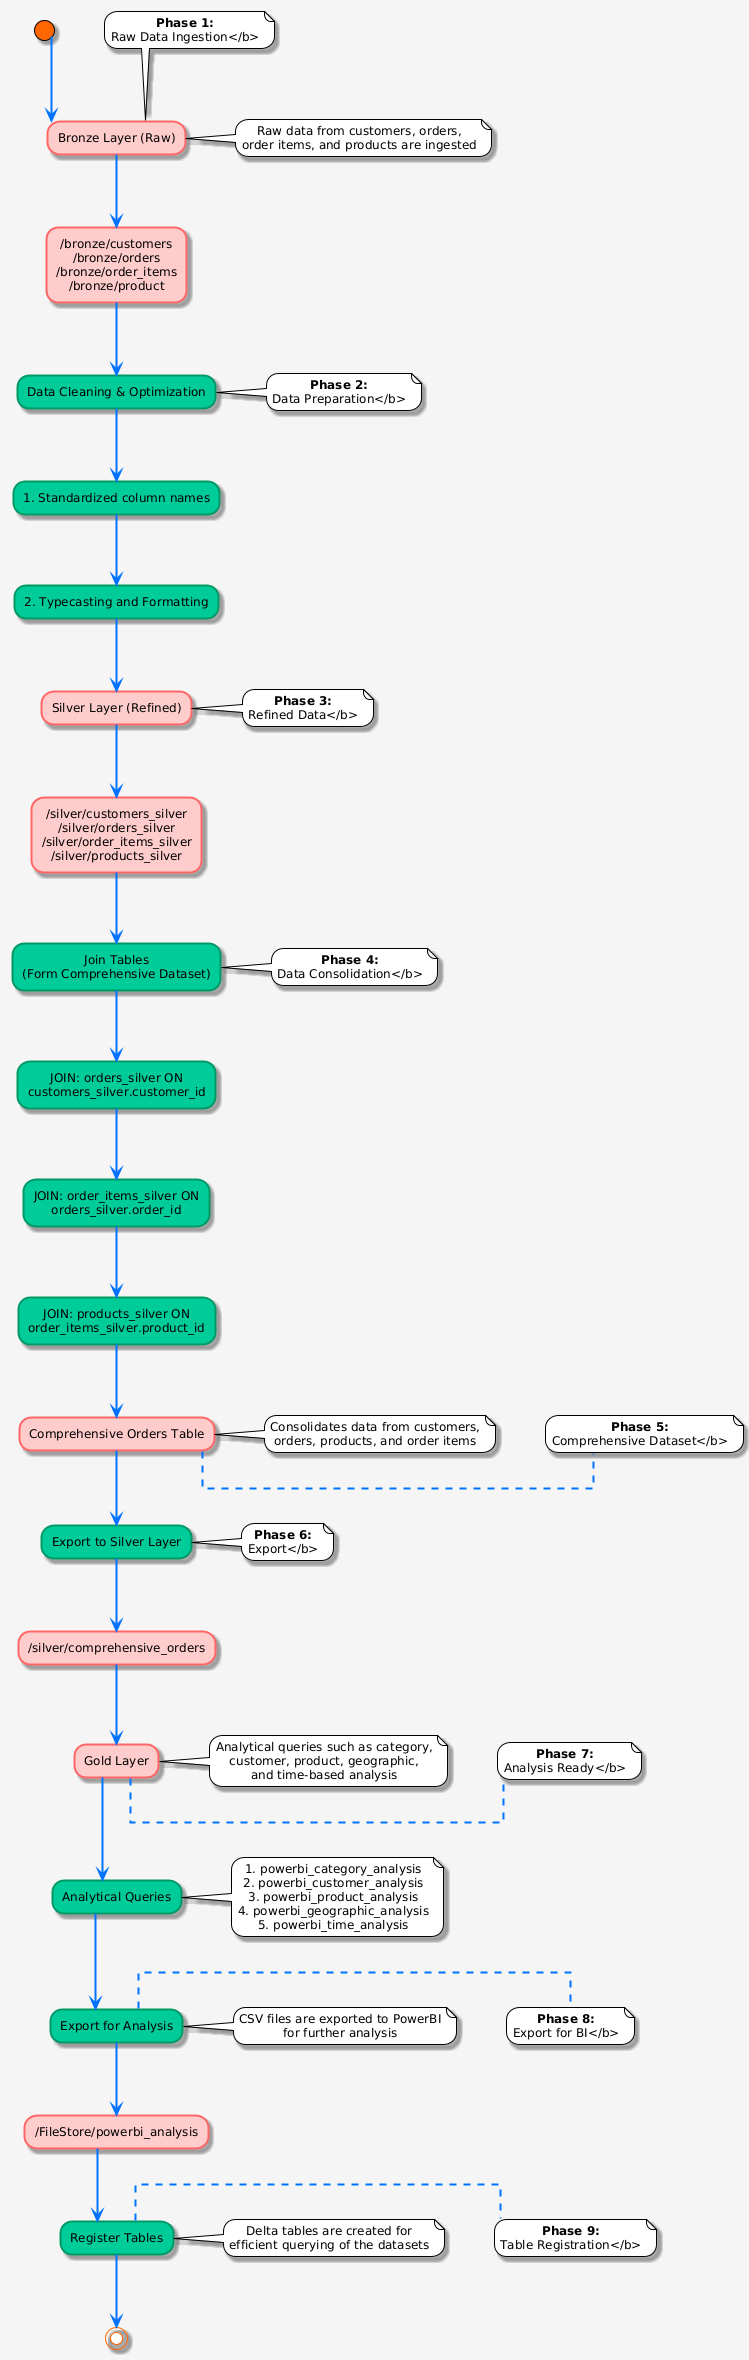 Phase 1:
Raw Data Ingestion</b>
Bronze Layer (Raw)
Raw data from customers, orders,
order items, and products are ingested
/bronze/customers
/bronze/orders
/bronze/order_items
/bronze/product
Data Cleaning & Optimization
Phase 2:
Data Preparation</b>
1. Standardized column names
2. Typecasting and Formatting
Silver Layer (Refined)
Phase 3:
Refined Data</b>
/silver/customers_silver
/silver/orders_silver
/silver/order_items_silver
/silver/products_silver
Join Tables
(Form Comprehensive Dataset)
Phase 4:
Data Consolidation</b>
JOIN: orders_silver ON
customers_silver.customer_id
JOIN: order_items_silver ON
orders_silver.order_id
JOIN: products_silver ON
order_items_silver.product_id
Comprehensive Orders Table
Consolidates data from customers,
orders, products, and order items
Phase 5:
Comprehensive Dataset</b>
Export to Silver Layer
Phase 6:
Export</b>
/silver/comprehensive_orders
Gold Layer
Analytical queries such as category,
customer, product, geographic,
and time-based analysis
Phase 7:
Analysis Ready</b>
Analytical Queries
1. powerbi_category_analysis
2. powerbi_customer_analysis
3. powerbi_product_analysis
4. powerbi_geographic_analysis
5. powerbi_time_analysis
Export for Analysis
CSV files are exported to PowerBI
for further analysis
Phase 8:
Export for BI</b>
/FileStore/powerbi_analysis
Register Tables
Delta tables are created for
efficient querying of the datasets
Phase 9:
Table Registration</b>